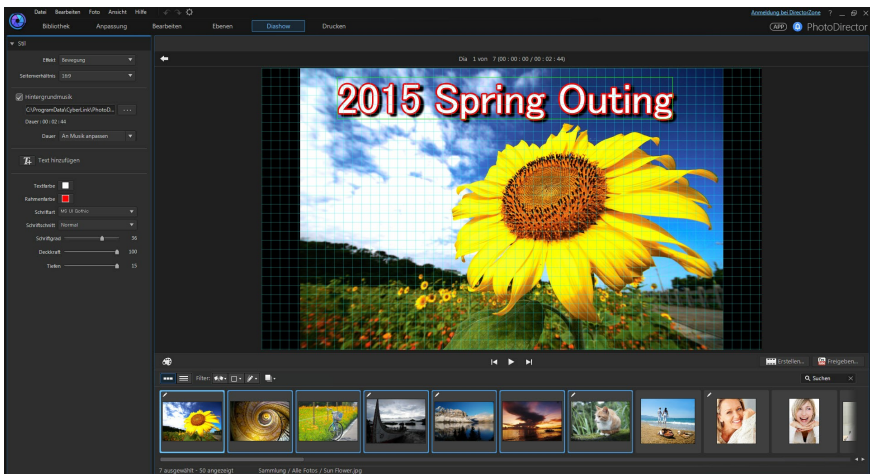 Datei Bearbeiten Foto Ansicht Hilfe
Anmeldung bei DirectorZone ? _
Bibliothek Anpassung Bearbeiten Ebenen Diashow Drucken
APP PhotoDirector
Stil
Effekt Bewegung
Seitenverhältnis 16:9
Hintergrundmusik
C:\ProgramData\CyberLink\PhotoD... ...
Dauer : 00 : 02 : 44
Dauer An Musik anpassen
Text hinzufügen
Textfarbe
Rahmenfarbe
Schriftart MS UI Gothic
Schriftschnitt Normal
Schriftgrad 36
Deckkraft 100
Tiefen 15
Dia 1 von 7 (00 : 00 : 00 / 00 : 02 : 44)
2015 Spring Outing
Erstellen... Freigeben...
Filter:
Suchen
7 ausgewählt - 50 angezeigt Sammlung / Alle Fotos / Sun Flower.jpg